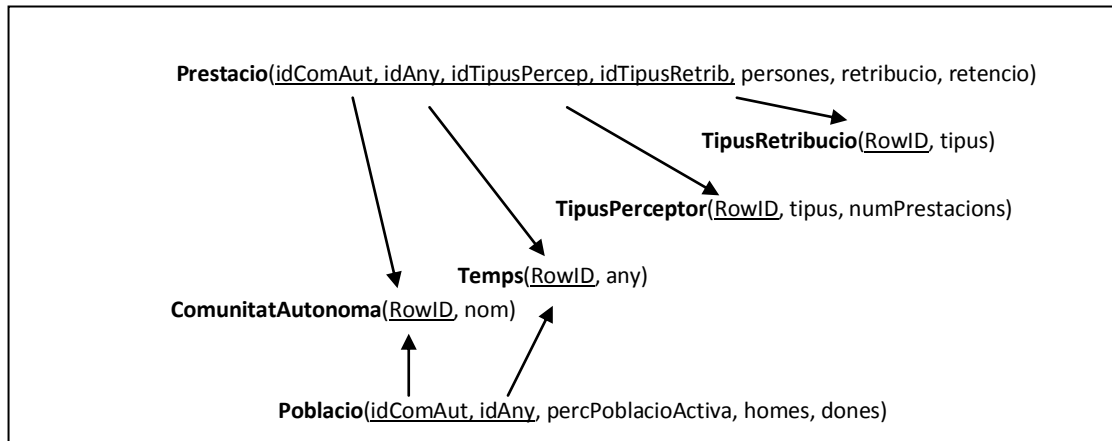 Prestacio(idComAut, idAny, idTipusPercep, idTipusRetrib, persones, retribucio, retencio)
TipusRetribucio(RowID, tipus)
TipusPerceptor(RowID, tipus, numPrestacions)
Temps(RowID, any)
ComunitatAutonoma(RowID, nom)
Poblacio(idComAut, idAny, percPoblacioActiva, homes, dones)